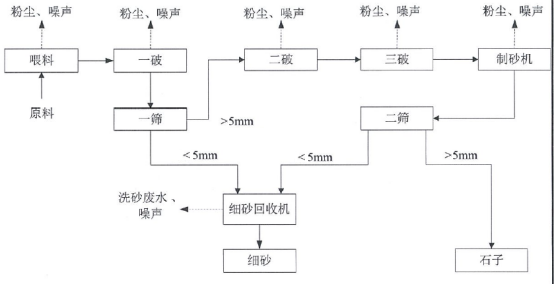 粉尘、噪声
粉尘、噪声
粉尘、噪声
粉尘、噪声
粉尘、噪声
喂料
一破
二破
三破
制砂机
原料
一筛
>5mm
二筛
<5mm
<5mm
>5mm
洗砂废水、
噪声
细砂回收机
细砂
石子